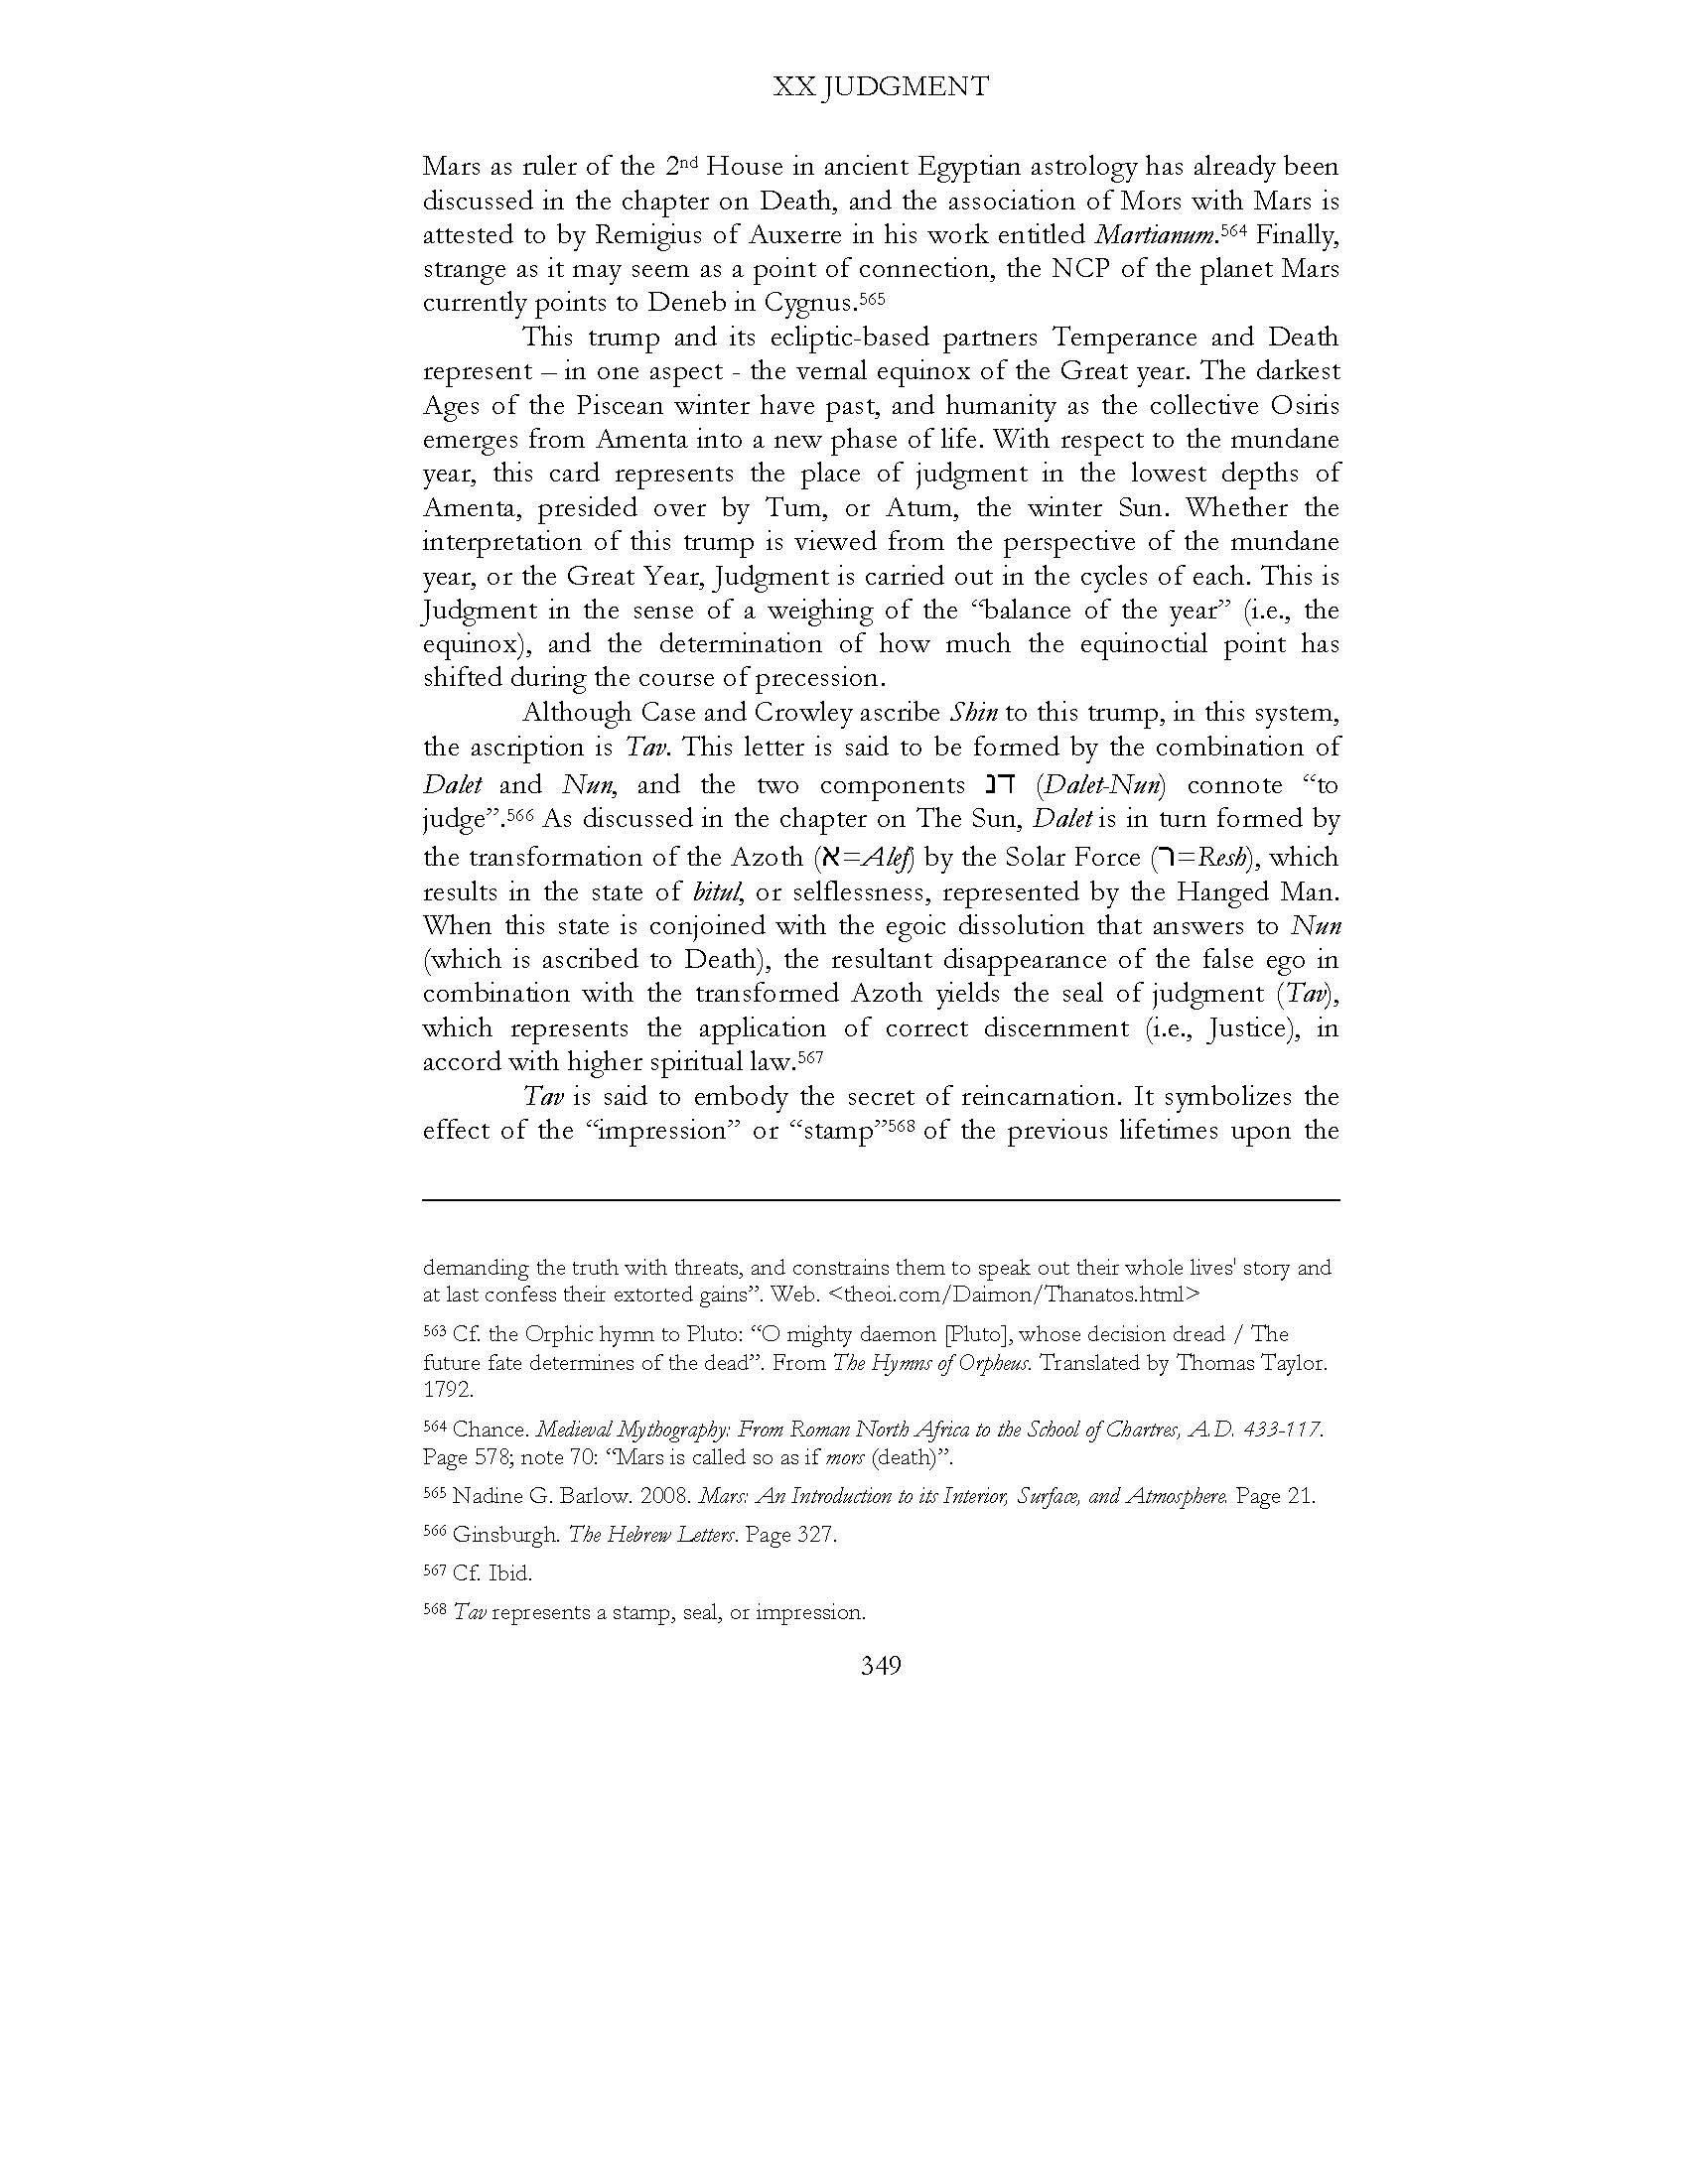 XX JUDGMENT
Mars as ruler of the 2nd House in ancient Egyptian astrology has already been
discussed in the chapter on Death, and the association of Mors with Mars is
attested to by Remigius of Auxerre in his work entitled Martianum.564 Finally,
strange as it may seem as a point of connection, the NCP of the planet Mars
currently points to Deneb in Cygnus.565
This trump and its ecliptic-based partners Temperance and Death
represent – in one aspect - the vernal equinox of the Great year. The darkest
Ages of the Piscean winter have past, and humanity as the collective Osiris
emerges from Amenta into a new phase of life. With respect to the mundane
year, this card represents the place of judgment in the lowest depths of
Amenta, presided over by Tum, or Atum, the winter Sun. Whether the
interpretation of this trump is viewed from the perspective of the mundane
year, or the Great Year, Judgment is carried out in the cycles of each. This is
Judgment in the sense of a weighing of the “balance of the year” (i.e., the
equinox), and the determination of how much the equinoctial point has
shifted during the course of precession.
Although Case and Crowley ascribe Shin to this trump, in this system,
the ascription is Tav. This letter is said to be formed by the combination of
Dalet and Nun, and the two components דנ (Dalet-Nun) connote “to
judge”.566 As discussed in the chapter on The Sun, Dalet is in turn formed by
the transformation of the Azoth (א=Alef) by the Solar Force (ר=Resh), which
results in the state of bitul, or selflessness, represented by the Hanged Man.
When this state is conjoined with the egoic dissolution that answers to Nun
(which is ascribed to Death), the resultant disappearance of the false ego in
combination with the transformed Azoth yields the seal of judgment (Tav),
which represents the application of correct discernment (i.e., Justice), in
accord with higher spiritual law.567
Tav is said to embody the secret of reincarnation. It symbolizes the
effect of the “impression” or “stamp”568 of the previous lifetimes upon the
demanding the truth with threats, and constrains them to speak out their whole lives' story and
at last confess their extorted gains”. Web. <theoi.com/Daimon/Thanatos.html>
563 Cf. the Orphic hymn to Pluto: “O mighty daemon [Pluto], whose decision dread / The
future fate determines of the dead”. From The Hymns of Orpheus. Translated by Thomas Taylor.
1792.
564 Chance. Medieval Mythography: From Roman North Africa to the School of Chartres, A.D. 433-117.
Page 578; note 70: “Mars is called so as if mors (death)”.
565 Nadine G. Barlow. 2008. Mars: An Introduction to its Interior, Surface, and Atmosphere. Page 21.
566 Ginsburgh. The Hebrew Letters. Page 327.
567 Cf. Ibid.
568 Tav represents a stamp, seal, or impression.
349